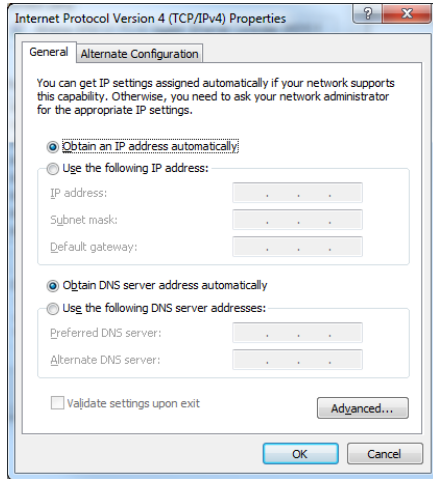 Internet Protocol Version 4 (TCP/IPv4) Properties
General
Alternate Configuration
You can get IP settings assigned automatically if your network supports
this capability. Otherwise, you need to ask your network administrator
for the appropriate IP settings.
Obtain an IP address automatically
Use the following IP address:
IP address:
Subnet mask:
Default gateway:
Obtain DNS server address automatically
Use the following DNS server addresses:
Preferred DNS server:
Alternate DNS server:
Validate settings upon exit
Advanced...
OK
Cancel